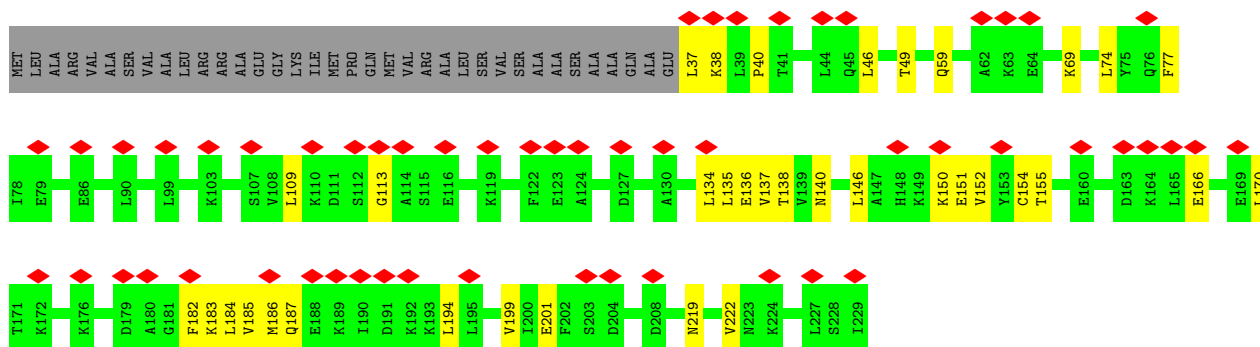 MET LEU ALA ARG VAL ALA SER VAL ALA LEU ARG ARG ALA GLU GLY LYS ILE MET PRO GLN MET VAL ARG ALA LEU SER VAL SER ALA ALA SER ALA ALA GLN ALA GLU L37 K38 L39 P40 T41 L44 Q45 L46 T49 Q59 A62 K63 E64 K69 L74 Y75 Q76 F77
I78 E79 E86 L90 L99 K103 S107 V108 L109 K110 D111 S112 G113 A114 S115 E116 K119 F122 E123 A124 D127 A130 L134 L135 E136 V137 T138 V139 N140 L146 A147 H148 K149 K150 E151 V152 Y153 C154 T155 E160 D163 K164 L165 E166 E169 L170
T171 K172 K176 D179 A180 G181 F182 K183 L184 V185 M186 Q187 E188 K189 I190 D191 K192 K193 L194 L195 V199 I200 E201 F202 S203 D204 D208 N219 V222 N223 K224 L227 S228 I229